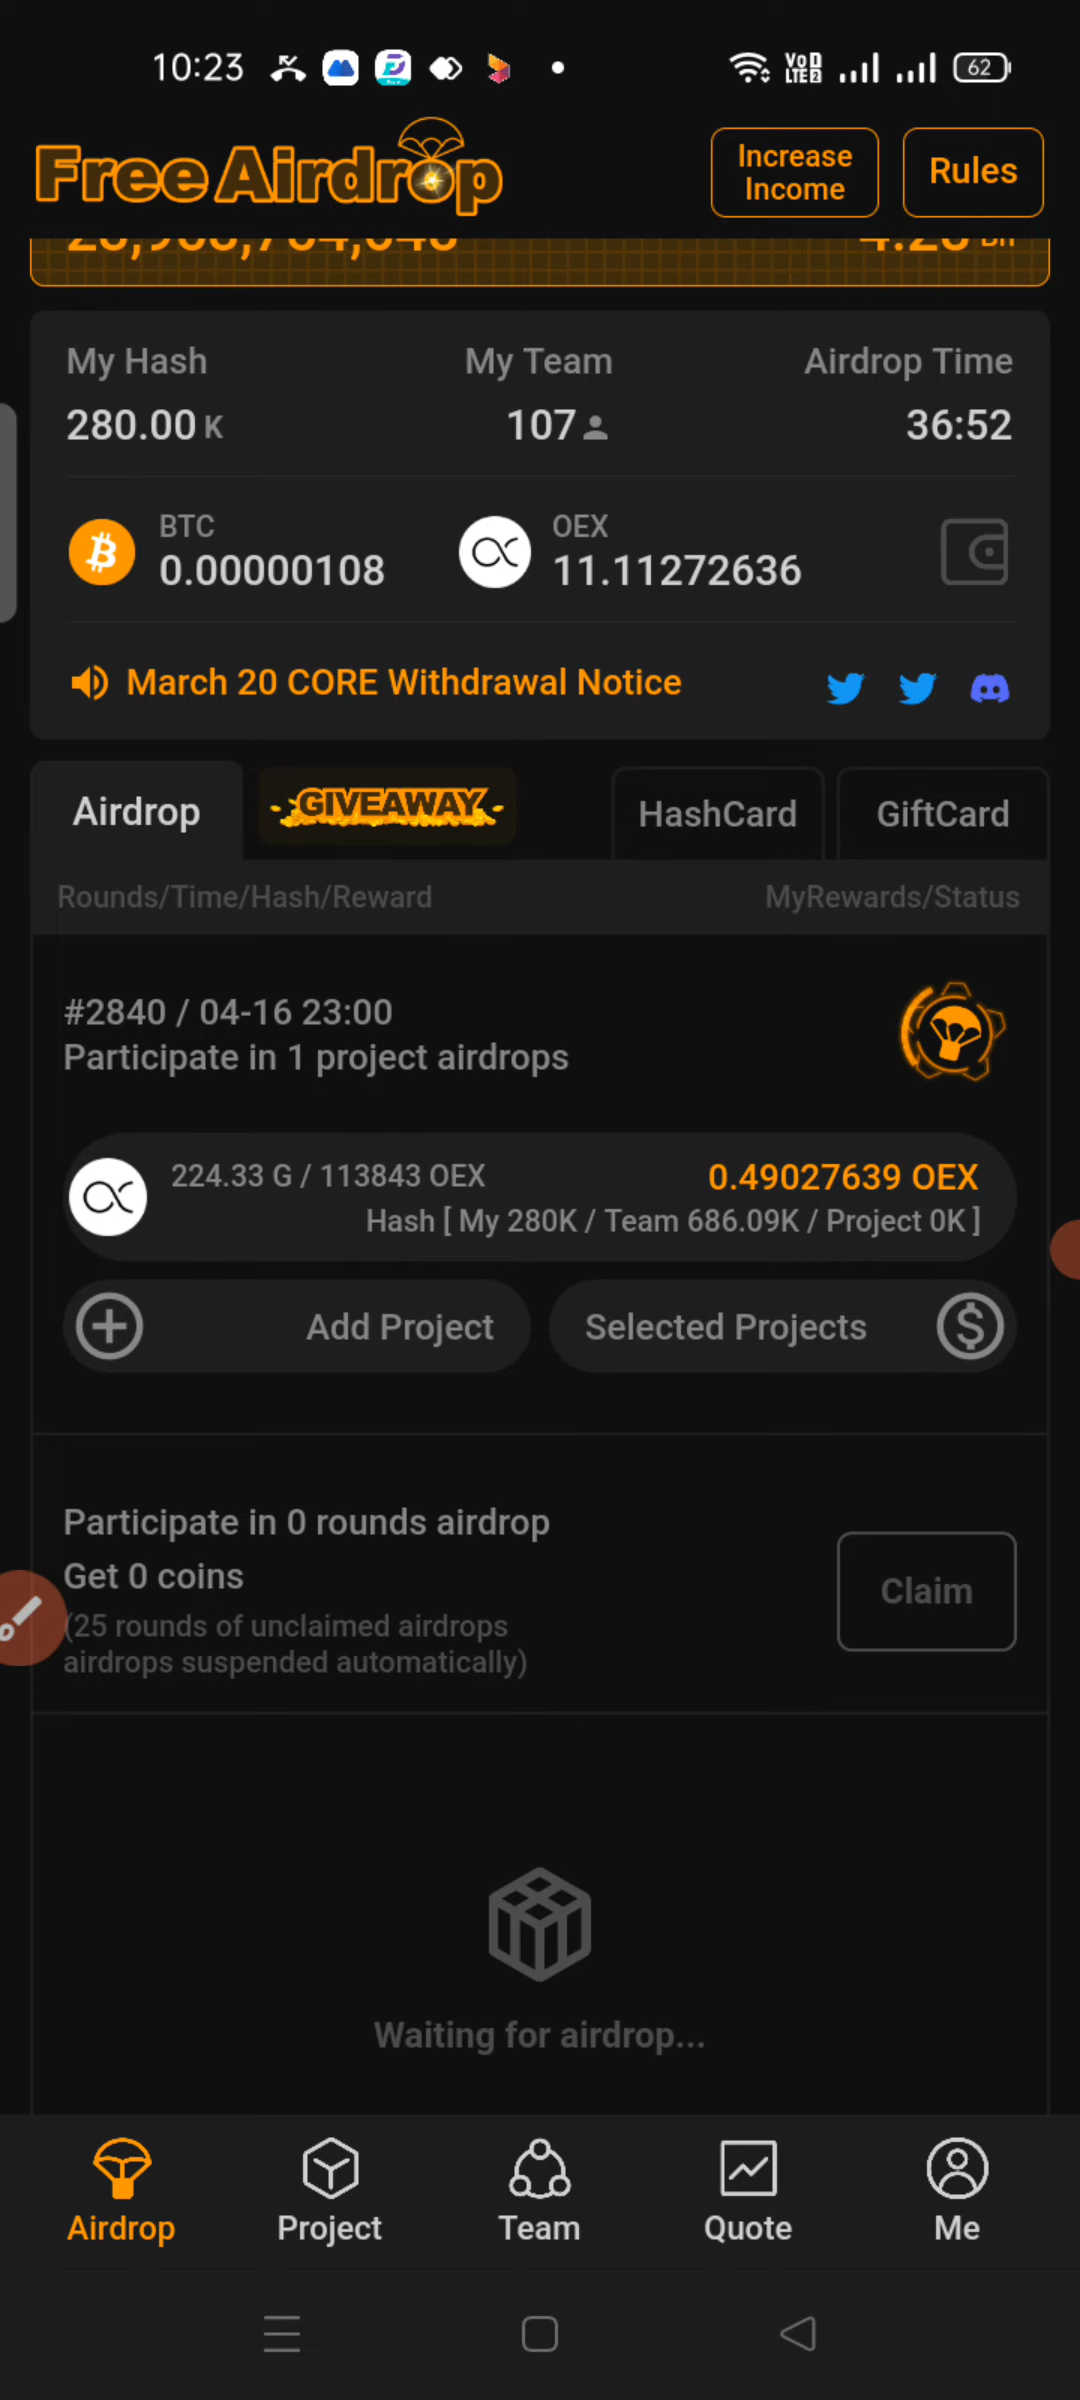 10:23
VoD LTE2
62
Free Airdrop
Increase Income
Rules
My Hash
My Team
Airdrop Time
280.00 K
107
36:52
BTC
0.00000108
OEX
11.11272636
March 20 CORE Withdrawal Notice
Airdrop
GIVEAWAY
HashCard
GiftCard
Rounds/Time/Hash/Reward
MyRewards/Status
#2840 / 04-16 23:00
Participate in 1 project airdrops
224.33 G / 113843 OEX
0.49027639 OEX
Hash [ My 280K / Team 686.09K / Project 0K ]
Add Project
Selected Projects
Participate in 0 rounds airdrop
Get 0 coins
(25 rounds of unclaimed airdrops
airdrops suspended automatically)
Claim
Waiting for airdrop...
Airdrop
Project
Team
Quote
Me